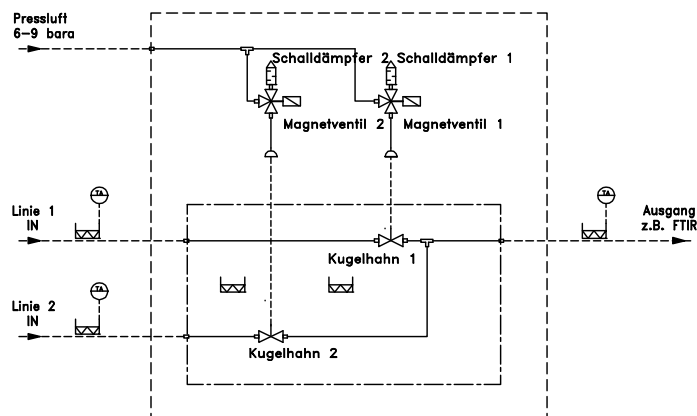 Pressluft
6-9 bara
Schalldämpfer 2
Schalldämpfer 1
Magnetventil 2
Magnetventil 1
TA
TA
Linie 1
IN
Ausgang
z.B. FTIR
Kugelhahn 1
TA
Linie 2
IN
Kugelhahn 2